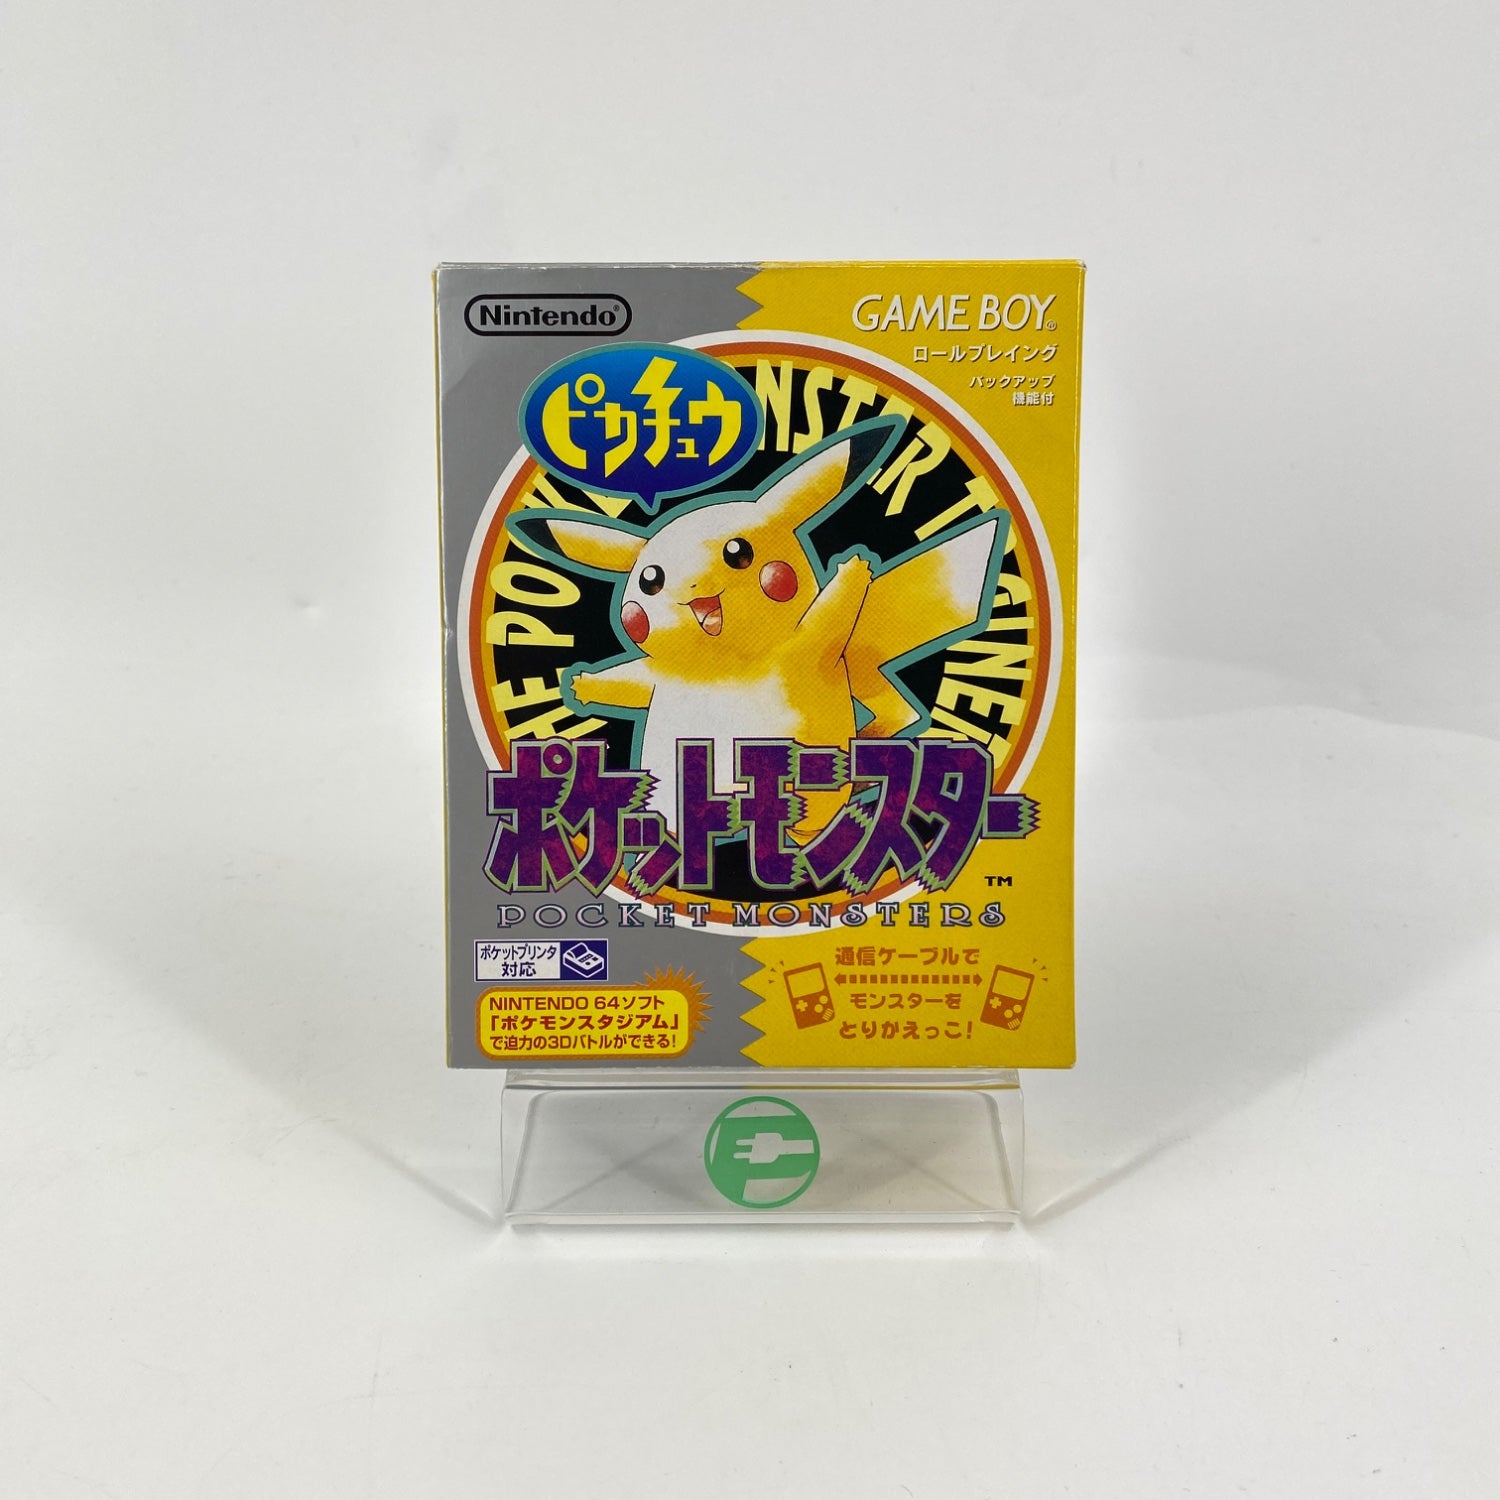 Nintendo®
GAME BOY®
ロールプレイング
バックアップ
機能付
ピカチュウ
ポケットモンスター
TM
POCKET MONSTERS
ポケットプリンタ
対応
NINTENDO 64ソフト
「ポケモンスタジアム」
で迫力の3Dバトルができる!
通信ケーブルで
モンスターを
とりかえっこ!